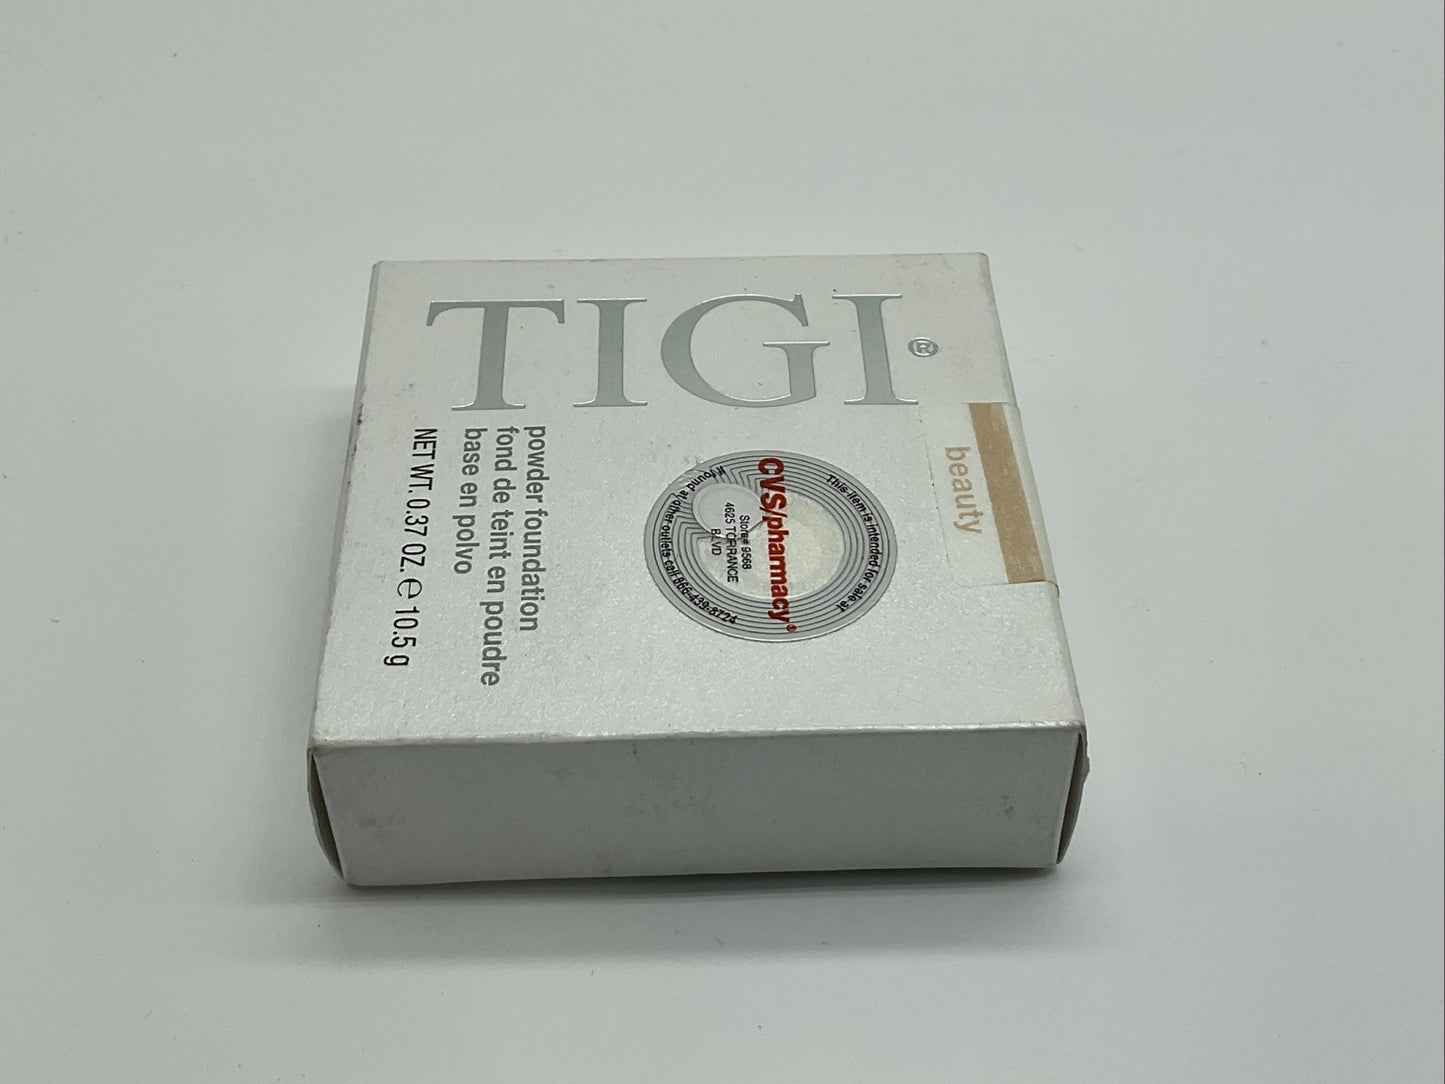 TIGI®
powder foundation
fond de teint en poudre
base en polvo
NET WT. 0.37 OZ. ℮ 10.5 g
beauty
This item is intended for sale at
CVS/pharmacy®
Store# 9568
4625 TORRANCE
BLVD
If found at other outlets call 866-439-8724